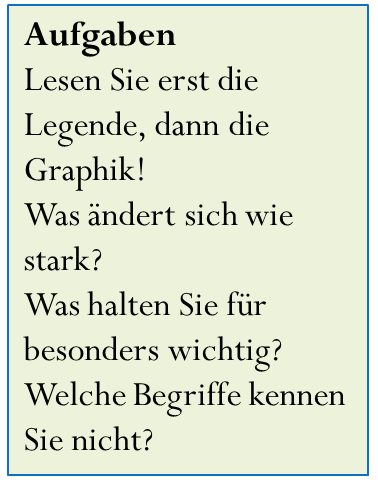 Aufgaben
Lesen Sie erst die
Legende, dann die
Graphik!
Was ändert sich wie
stark?
Was halten Sie für
besonders wichtig?
Welche Begriffe kennen
Sie nicht?